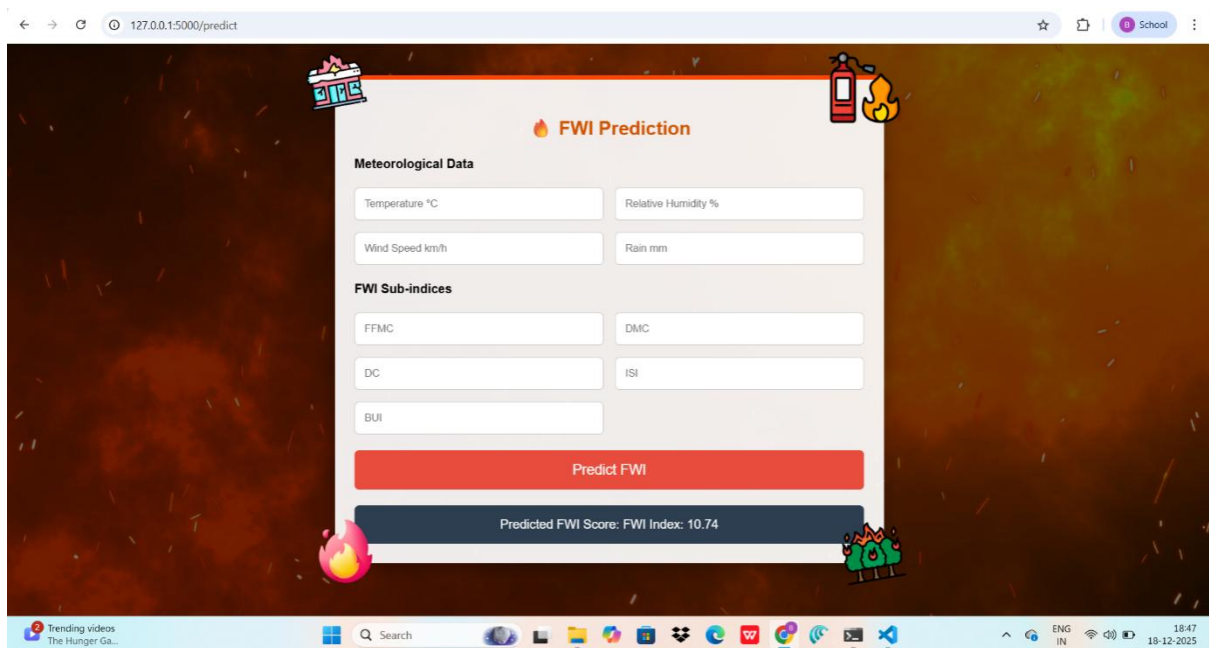 127.0.0.1:5000/predict
B School
FWI Prediction
Meteorological Data
Temperature °C Relative Humidity %
Wind Speed km/h Rain mm
FWI Sub-indices
FFMC DMC
DC ISI
BUI
Predict FWI
Predicted FWI Score: FWI Index: 10.74
2 Trending videos
The Hunger Ga...
Search
W
ENG
IN
18:47
18-12-2025